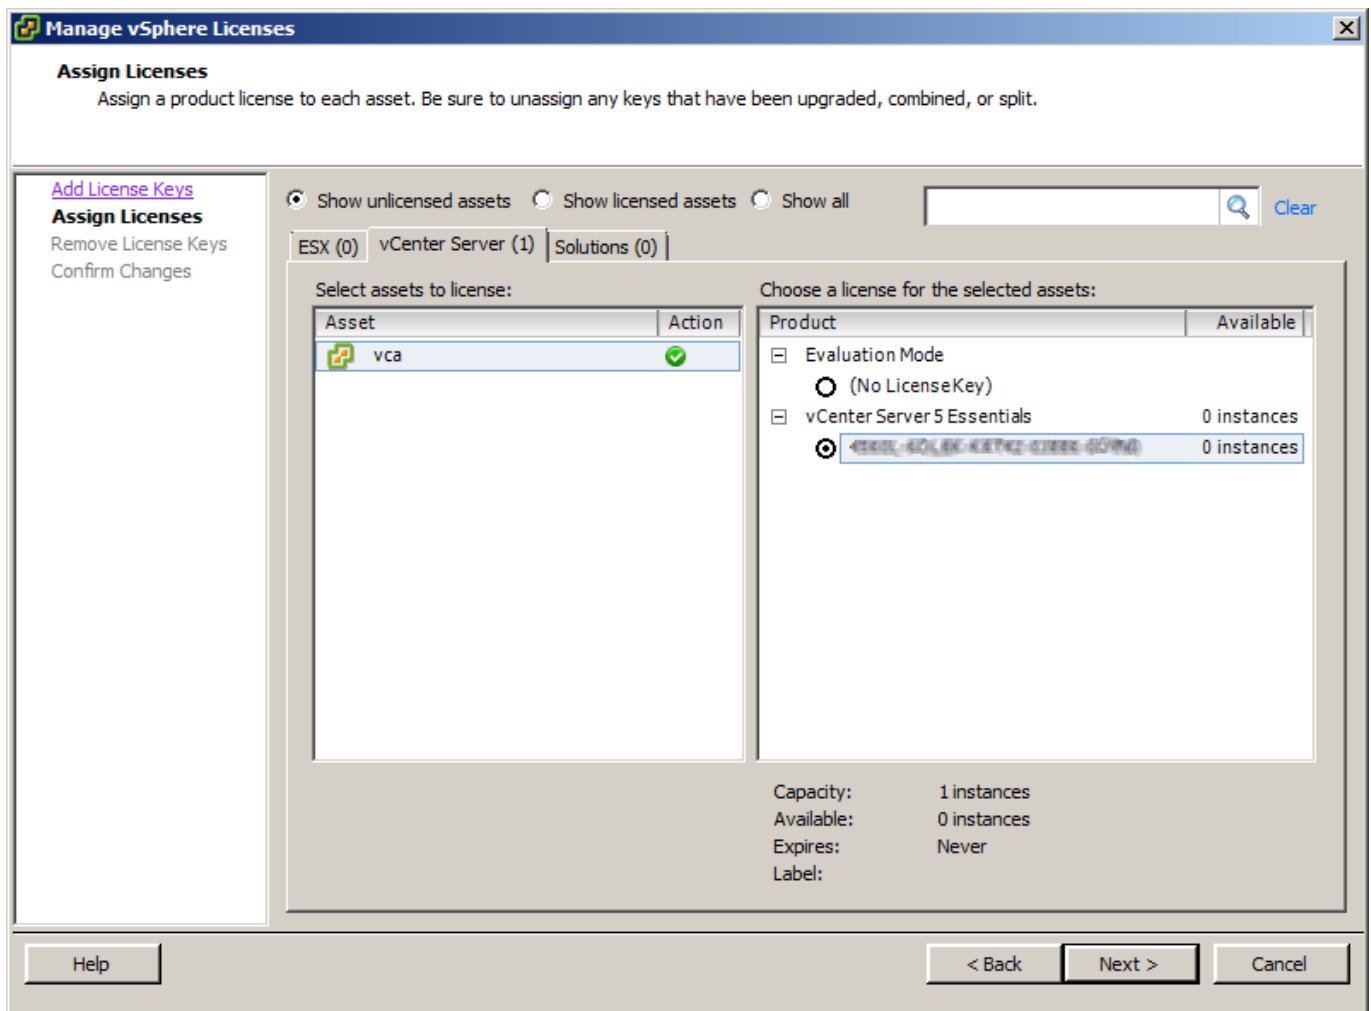 Manage vSphere Licenses
Assign Licenses
Assign a product license to each asset. Be sure to unassign any keys that have been upgraded, combined, or split.
Add License Keys
Assign Licenses
Remove License Keys
Confirm Changes
Show unlicensed assets Show licensed assets Show all Clear
ESX (0) vCenter Server (1) Solutions (0)
Select assets to license: Choose a license for the selected assets:
Asset Action Product Available
vca Evaluation Mode
(No License Key)
vCenter Server 5 Essentials 0 instances
0 instances
Capacity: 1 instances
Available: 0 instances
Expires: Never
Label:
Help < Back Next > Cancel